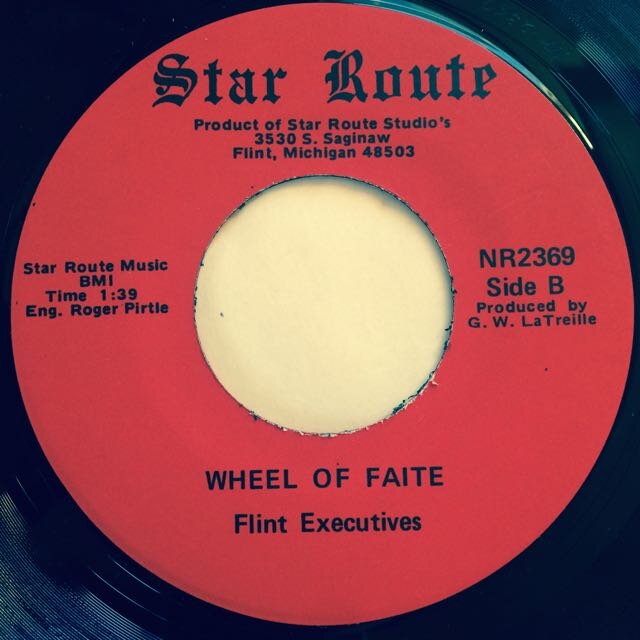 Star Route
Product of Star Route Studio's
3530 S. Saginaw
Flint, Michigan 48503
Star Route Music
BMI
Time 1:39
Eng. Roger Pirtle
NR2369
Side B
Produced by
G. W. LaTreille
WHEEL OF FAITE
Flint Executives